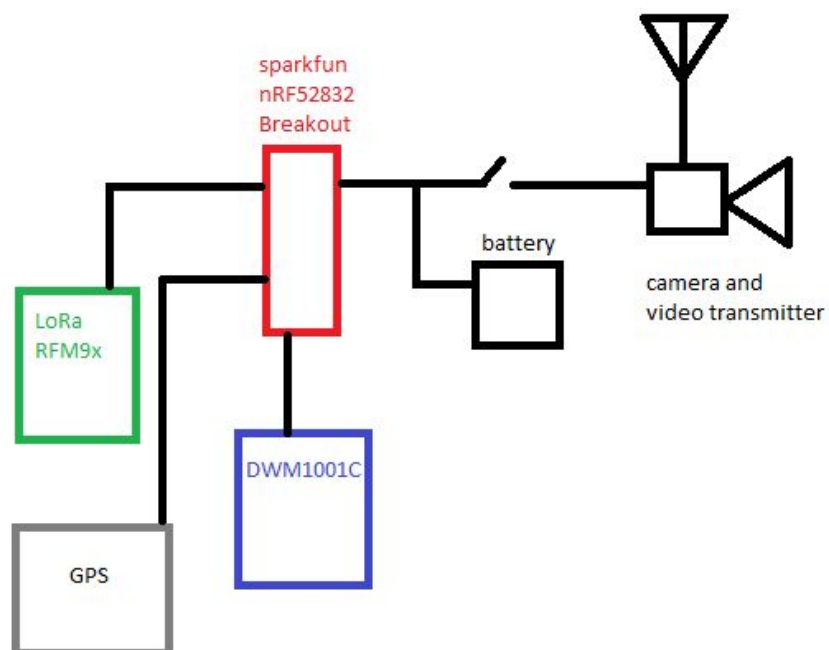 sparkfun
nRF52832
Breakout
battery
camera and
video transmitter
LoRa
RFM9x
DWM1001C
GPS